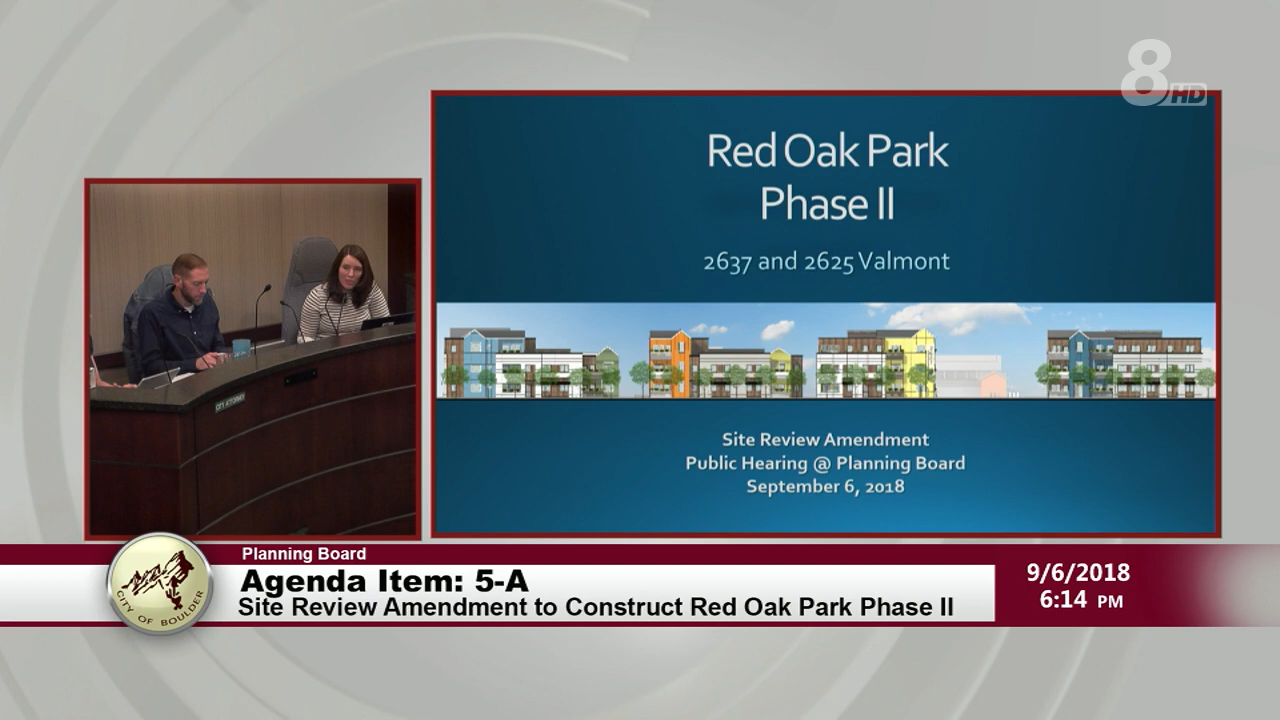 8HD
Red Oak Park
Phase II
2637 and 2625 Valmont
Site Review Amendment
Public Hearing @ Planning Board
September 6, 2018
CITY ATTORNEY
Planning Board
Agenda Item: 5-A
Site Review Amendment to Construct Red Oak Park Phase II
CITY OF BOULDER
9/6/2018
6:14 PM